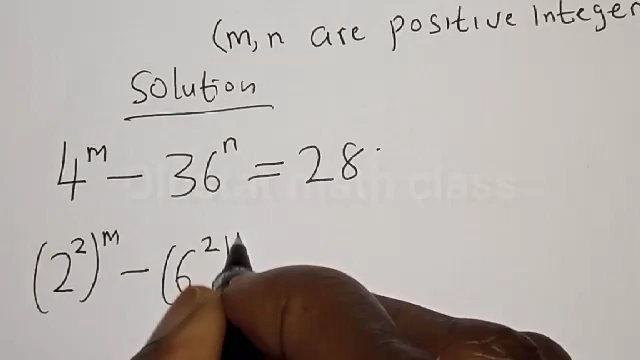 (m,n are positive Integer
Solution
4^m - 36^n = 28.
(2^2)^m - (6^2)